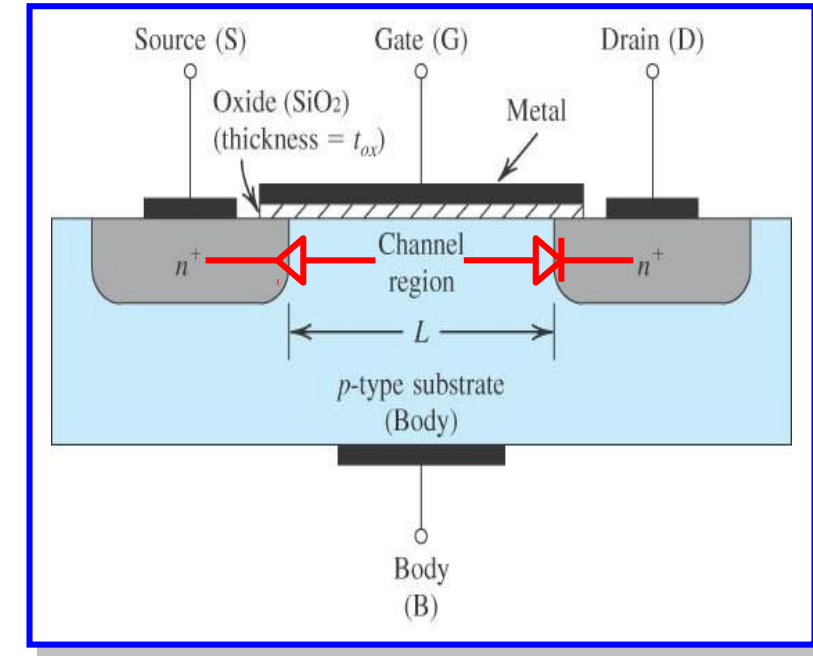 Source (S)
Gate (G)
Drain (D)
Oxide (SiO₂)
(thickness = tₒₓ)
Metal
n⁺
Channel
region
n⁺
L
p-type substrate
(Body)
Body
(B)